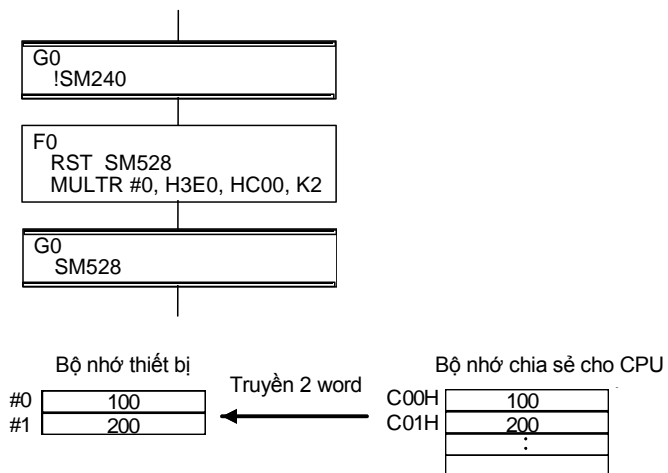 G0
!SM240
F0
RST SM528
MULTR #0, H3E0, HC00, K2
G0
SM528
Bộ nhớ thiết bị
Truyền 2 word
Bộ nhớ chia sẻ cho CPU
#0 100
C00H 100
#1 200
C01H 200